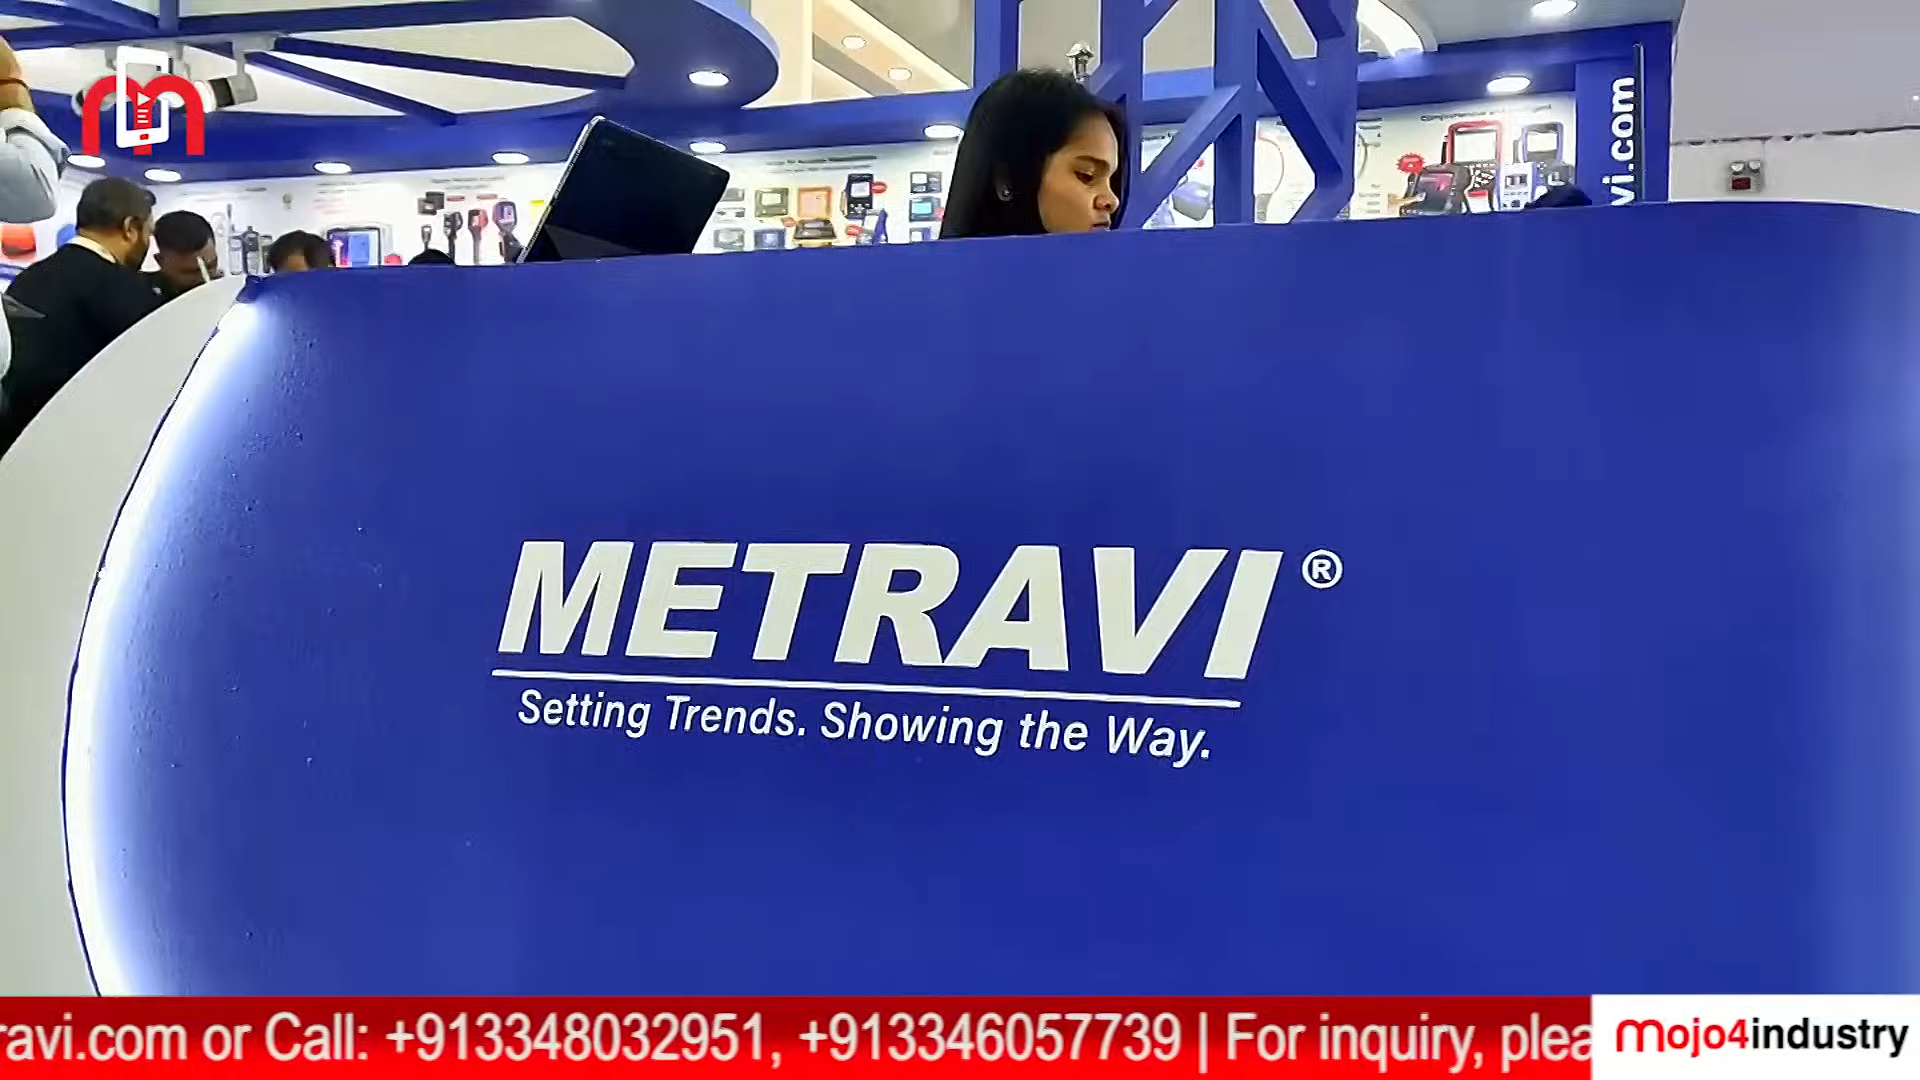 vi.com
METRAVI®
Setting Trends. Showing the Way.
ravi.com or Call: +913348032951, +913346057739 | For inquiry, plea
mojo4industry